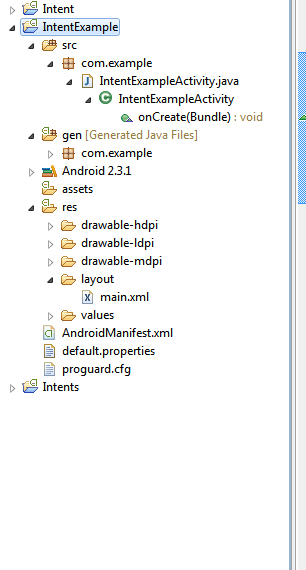 Intent
IntentExample
src
com.example
IntentExampleActivity.java
IntentExampleActivity
onCreate(Bundle) : void
gen [Generated Java Files]
com.example
Android 2.3.1
assets
res
drawable-hdpi
drawable-ldpi
drawable-mdpi
layout
main.xml
values
AndroidManifest.xml
default.properties
proguard.cfg
Intents